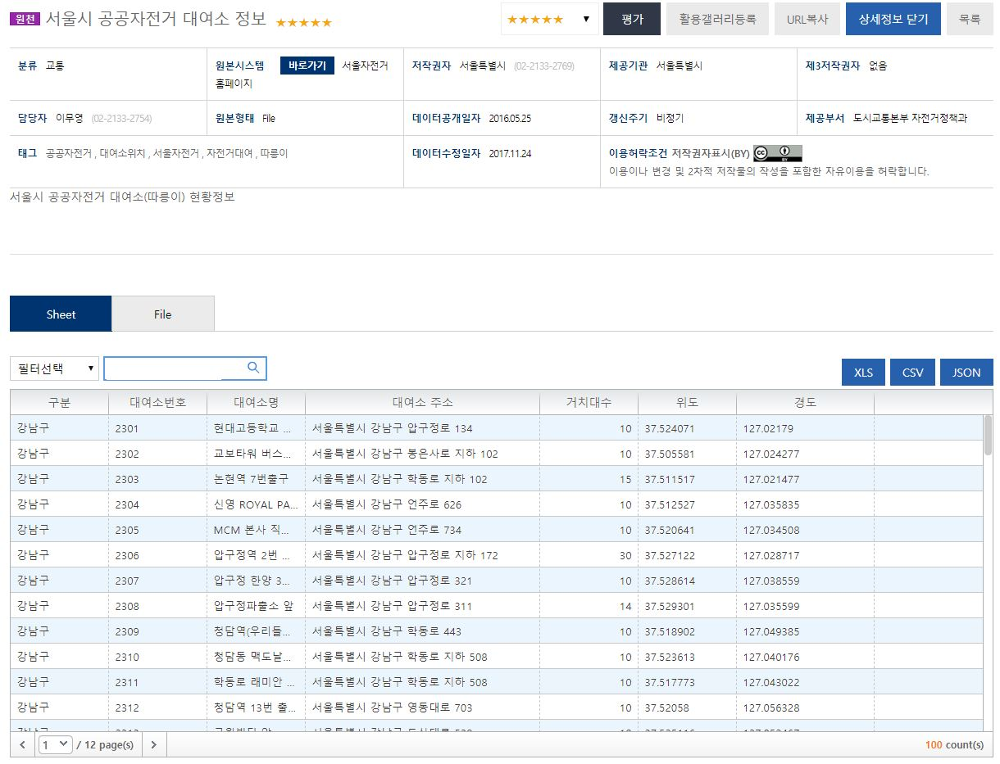 원천 서울시 공공자전거 대여소 정보 ★★★★★
★★★★★ ▼ 평가 활용갤러리등록 URL복사 상세정보 닫기 목록
분류 교통
원본시스템 바로가기 서울자전거
홈페이지
저작권자 서울특별시 (02-2133-2769)
제공기관 서울특별시
제3저작권자 없음
담당자 이무영 (02-2133-2754)
원본형태 File
데이터공개일자 2016.05.25
갱신주기 비정기
제공부서 도시교통본부 자전거정책과
태그 공공자전거 , 대여소위치 , 서울자전거 , 자전거대여 , 따릉이
데이터수정일자 2017.11.24
이용허락조건 저작권자표시(BY) cc BY
이용이나 변경 및 2차적 저작물의 작성을 포함한 자유이용을 허락합니다.
서울시 공공자전거 대여소(따릉이) 현황정보
Sheet File
필터선택 ▼
XLS CSV JSON
구분 대여소번호 대여소명 대여소 주소 거치대수 위도 경도
강남구 2301 현대고등학교 ... 서울특별시 강남구 압구정로 134 10 37.524071 127.02179
강남구 2302 교보타워 버스... 서울특별시 강남구 봉은사로 지하 102 10 37.505581 127.024277
강남구 2303 논현역 7번출구 서울특별시 강남구 학동로 지하 102 15 37.511517 127.021477
강남구 2304 신영 ROYAL PA... 서울특별시 강남구 언주로 626 10 37.512527 127.035835
강남구 2305 MCM 본사 직... 서울특별시 강남구 언주로 734 10 37.520641 127.034508
강남구 2306 압구정역 2번 ... 서울특별시 강남구 압구정로 지하 172 30 37.527122 127.028717
강남구 2307 압구정 한양 3... 서울특별시 강남구 압구정로 321 10 37.528614 127.038559
강남구 2308 압구정파출소 앞 서울특별시 강남구 압구정로 311 14 37.529301 127.035599
강남구 2309 청담역(우리들... 서울특별시 강남구 학동로 443 10 37.518902 127.049385
강남구 2310 청담동 맥도날... 서울특별시 강남구 학동로 지하 508 10 37.523613 127.040176
강남구 2311 학동로 래미안 ... 서울특별시 강남구 학동로 지하 508 10 37.517773 127.043022
강남구 2312 청담역 13번 출... 서울특별시 강남구 영동대로 703 10 37.52058 127.056328
1 / 12 page(s)
100 count(s)